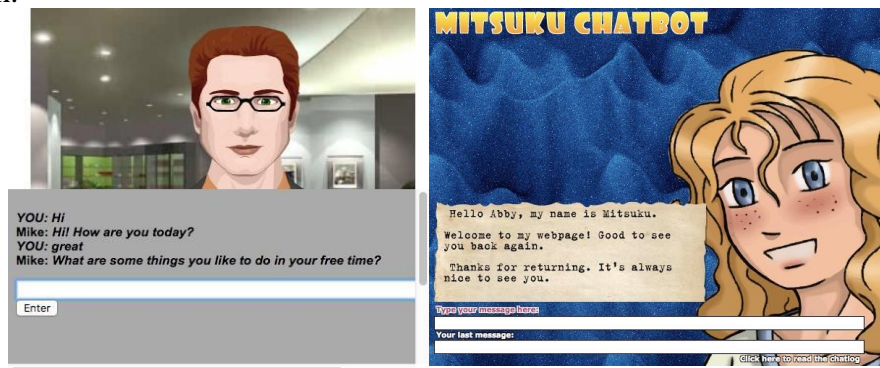 YOU: Hi
Mike: Hi! How are you today?
YOU: great
Mike: What are some things you like to do in your free time?
Enter
MITSUKU CHATBOT
Hello Abby, my name is Mitsuku.
Welcome to my webpage! Good to see
you back again.
Thanks for returning. It's always
nice to see you.
Type your message here:
Your last message:
Click here to read the chatlog